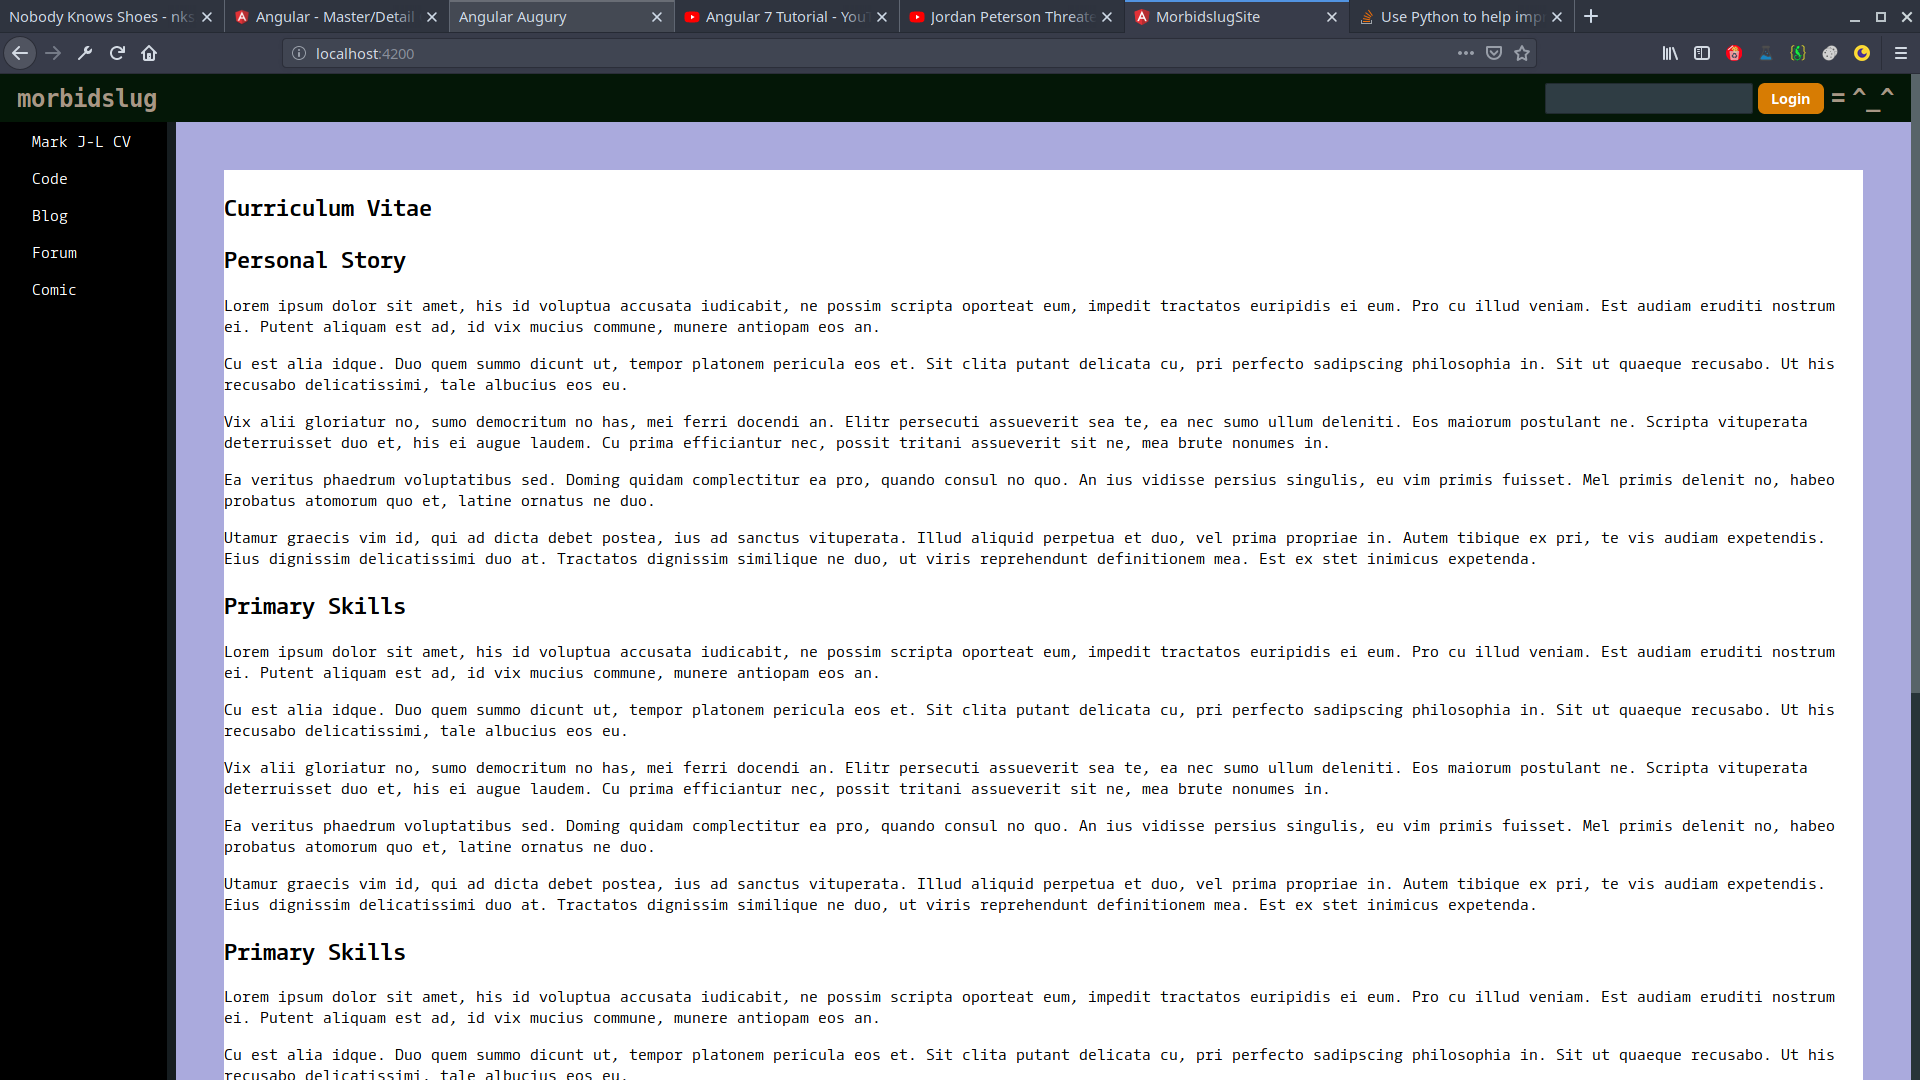 Nobody Knows Shoes - nks
Angular - Master/Detail
Angular Augury
Angular 7 Tutorial - YouT
Jordan Peterson Threate
MorbidslugSite
Use Python to help imp
localhost:4200
morbidslug
Login
= ^_^
Mark J-L CV
Code
Blog
Forum
Comic
Curriculum Vitae
Personal Story
Lorem ipsum dolor sit amet, his id voluptua accusata iudicabit, ne possim scripta oporteat eum, impedit tractatos euripidis ei eum. Pro cu illud veniam. Est audiam eruditi nostrum
ei. Putent aliquam est ad, id vix mucius commune, munere antiopam eos an.
Cu est alia idque. Duo quem summo dicunt ut, tempor platonem pericula eos et. Sit clita putant delicata cu, pri perfecto sadipscing philosophia in. Sit ut quaeque recusabo. Ut his
recusabo delicatissimi, tale albucius eos eu.
Vix alii gloriatur no, sumo democritum no has, mei ferri docendi an. Elitr persecuti assueverit sea te, ea nec sumo ullum deleniti. Eos maiorum postulant ne. Scripta vituperata
deterruisset duo et, his ei augue laudem. Cu prima efficiantur nec, possit tritani assueverit sit ne, mea brute nonumes in.
Ea veritus phaedrum voluptatibus sed. Doming quidam complectitur ea pro, quando consul no quo. An ius vidisse persius singulis, eu vim primis fuisset. Mel primis delenit no, habeo
probatus atomorum quo et, latine ornatus ne duo.
Utamur graecis vim id, qui ad dicta debet postea, ius ad sanctus vituperata. Illud aliquid perpetua et duo, vel prima propriae in. Autem tibique ex pri, te vis audiam expetendis.
Eius dignissim delicatissimi duo at. Tractatos dignissim similique ne duo, ut viris reprehendunt definitionem mea. Est ex stet inimicus expetenda.
Primary Skills
Lorem ipsum dolor sit amet, his id voluptua accusata iudicabit, ne possim scripta oporteat eum, impedit tractatos euripidis ei eum. Pro cu illud veniam. Est audiam eruditi nostrum
ei. Putent aliquam est ad, id vix mucius commune, munere antiopam eos an.
Cu est alia idque. Duo quem summo dicunt ut, tempor platonem pericula eos et. Sit clita putant delicata cu, pri perfecto sadipscing philosophia in. Sit ut quaeque recusabo. Ut his
recusabo delicatissimi, tale albucius eos eu.
Vix alii gloriatur no, sumo democritum no has, mei ferri docendi an. Elitr persecuti assueverit sea te, ea nec sumo ullum deleniti. Eos maiorum postulant ne. Scripta vituperata
deterruisset duo et, his ei augue laudem. Cu prima efficiantur nec, possit tritani assueverit sit ne, mea brute nonumes in.
Ea veritus phaedrum voluptatibus sed. Doming quidam complectitur ea pro, quando consul no quo. An ius vidisse persius singulis, eu vim primis fuisset. Mel primis delenit no, habeo
probatus atomorum quo et, latine ornatus ne duo.
Utamur graecis vim id, qui ad dicta debet postea, ius ad sanctus vituperata. Illud aliquid perpetua et duo, vel prima propriae in. Autem tibique ex pri, te vis audiam expetendis.
Eius dignissim delicatissimi duo at. Tractatos dignissim similique ne duo, ut viris reprehendunt definitionem mea. Est ex stet inimicus expetenda.
Primary Skills
Lorem ipsum dolor sit amet, his id voluptua accusata iudicabit, ne possim scripta oporteat eum, impedit tractatos euripidis ei eum. Pro cu illud veniam. Est audiam eruditi nostrum
ei. Putent aliquam est ad, id vix mucius commune, munere antiopam eos an.
Cu est alia idque. Duo quem summo dicunt ut, tempor platonem pericula eos et. Sit clita putant delicata cu, pri perfecto sadipscing philosophia in. Sit ut quaeque recusabo. Ut his
recusabo delicatissimi, tale albucius eos eu.